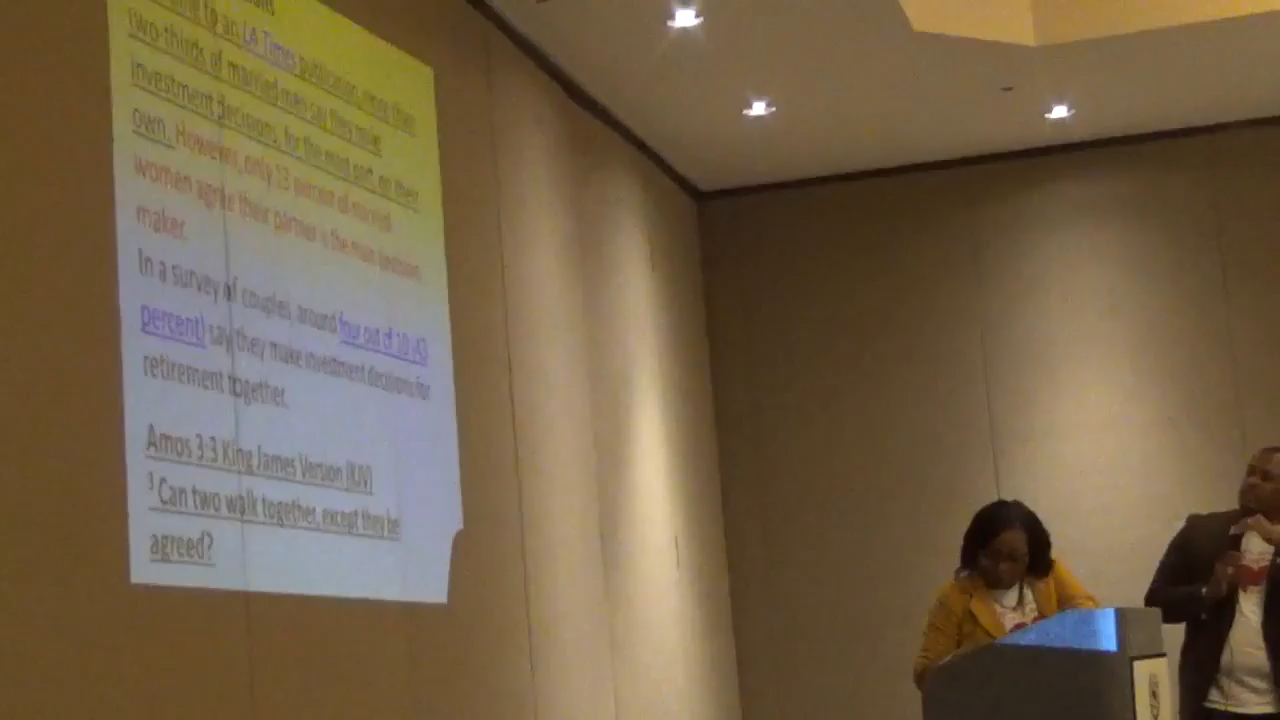 to an LA Times publication, more than
two-thirds of married men say they make
investment decisions, for the most part, on their
own. However, only 13 percent of married
women agree their partner is the main decision
maker.
In a survey of couples, around four out of 10 (43
percent) say they make investment decisions for
retirement together.
Amos 3:3 King James Version (KJV)
3 Can two walk together, except they be
agreed?